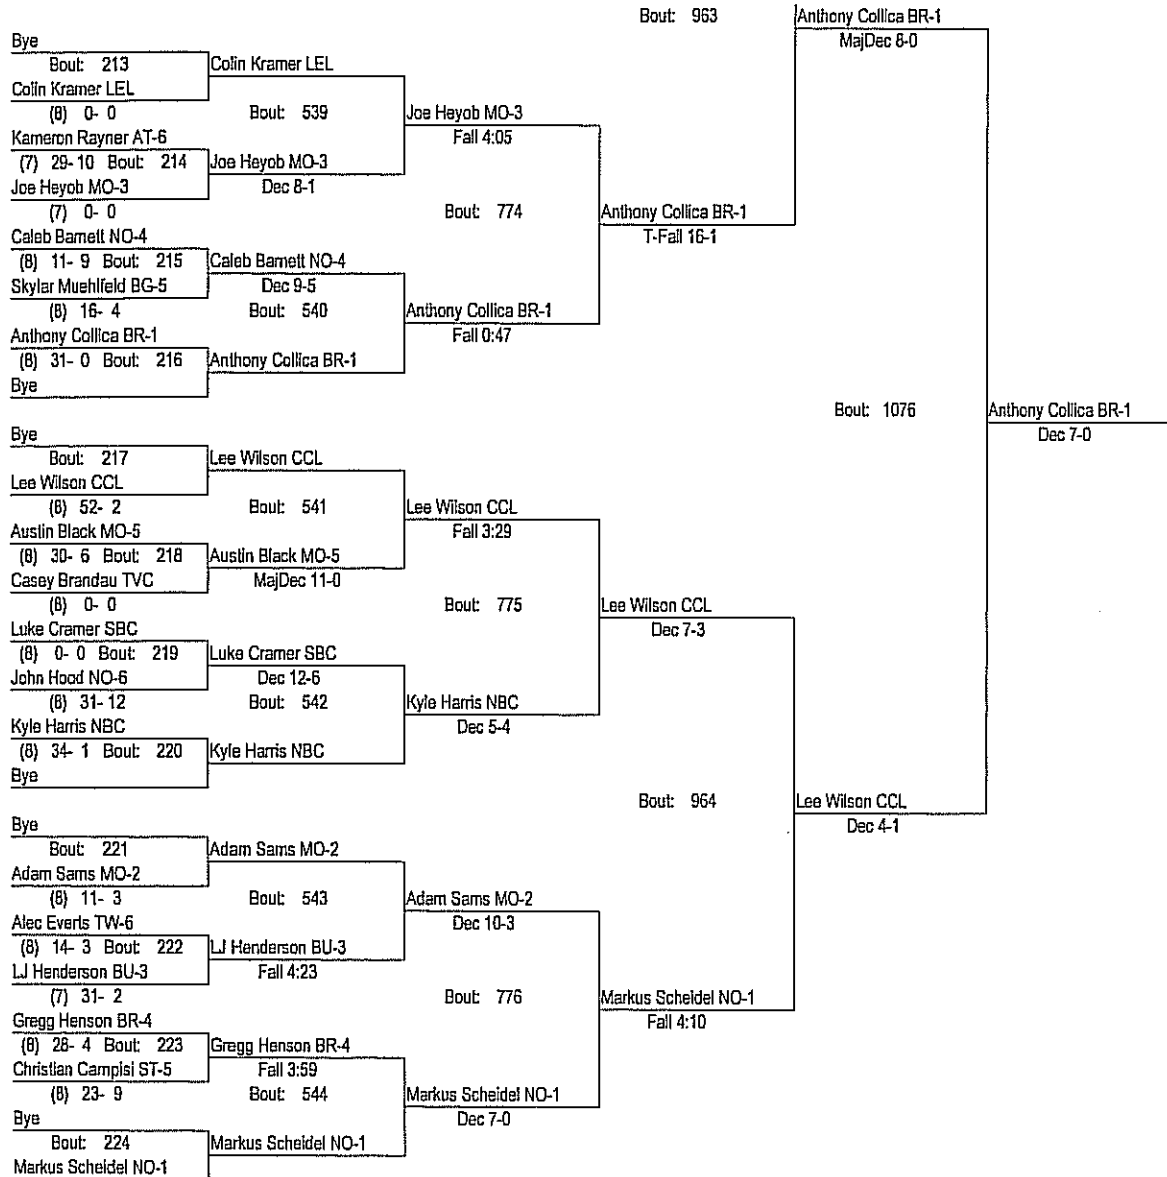 Bout: 963
Anthony Collica BR-1
MajDec 8-0
Bye
Bout: 213
Colin Kramer LEL
Colin Kramer LEL
(8) 0- 0
Bout: 539
Joe Heyob MO-3
Fall 4:05
Kameron Rayner AT-6
(7) 29-10 Bout: 214
Joe Heyob MO-3
Dec 8-1
Joe Heyob MO-3
(7) 0- 0
Bout: 774
Anthony Collica BR-1
T-Fall 16-1
Caleb Barnett NO-4
(8) 11- 9 Bout: 215
Caleb Barnett NO-4
Dec 9-5
Skylar Muehlfeld BG-5
(8) 16- 4
Bout: 540
Anthony Collica BR-1
Fall 0:47
Anthony Collica BR-1
(8) 31- 0 Bout: 216
Anthony Collica BR-1
Bye
Bout: 1076
Anthony Collica BR-1
Dec 7-0
Bye
Bout: 217
Lee Wilson CCL
Lee Wilson CCL
(8) 52- 2
Bout: 541
Lee Wilson CCL
Fall 3:29
Austin Black MO-5
(8) 30- 6 Bout: 218
Austin Black MO-5
MajDec 11-0
Casey Brandau TVC
(8) 0- 0
Bout: 775
Lee Wilson CCL
Dec 7-3
Luke Cramer SBC
(8) 0- 0 Bout: 219
Luke Cramer SBC
Dec 12-6
John Hood NO-6
(8) 31-12
Bout: 542
Kyle Harris NBC
Dec 5-4
Kyle Harris NBC
(8) 34- 1 Bout: 220
Kyle Harris NBC
Bye
Bout: 964
Lee Wilson CCL
Dec 4-1
Bye
Bout: 221
Adam Sams MO-2
Adam Sams MO-2
(8) 11- 3
Bout: 543
Adam Sams MO-2
Dec 10-3
Alec Everts TW-6
(8) 14- 3 Bout: 222
LJ Henderson BU-3
Fall 4:23
LJ Henderson BU-3
(7) 31- 2
Bout: 776
Markus Scheidel NO-1
Fall 4:10
Gregg Henson BR-4
(8) 28- 4 Bout: 223
Gregg Henson BR-4
Fall 3:59
Christian Campisi ST-5
(8) 23- 9
Bout: 544
Markus Scheidel NO-1
Dec 7-0
Bye
Bout: 224
Markus Scheidel NO-1
Markus Scheidel NO-1